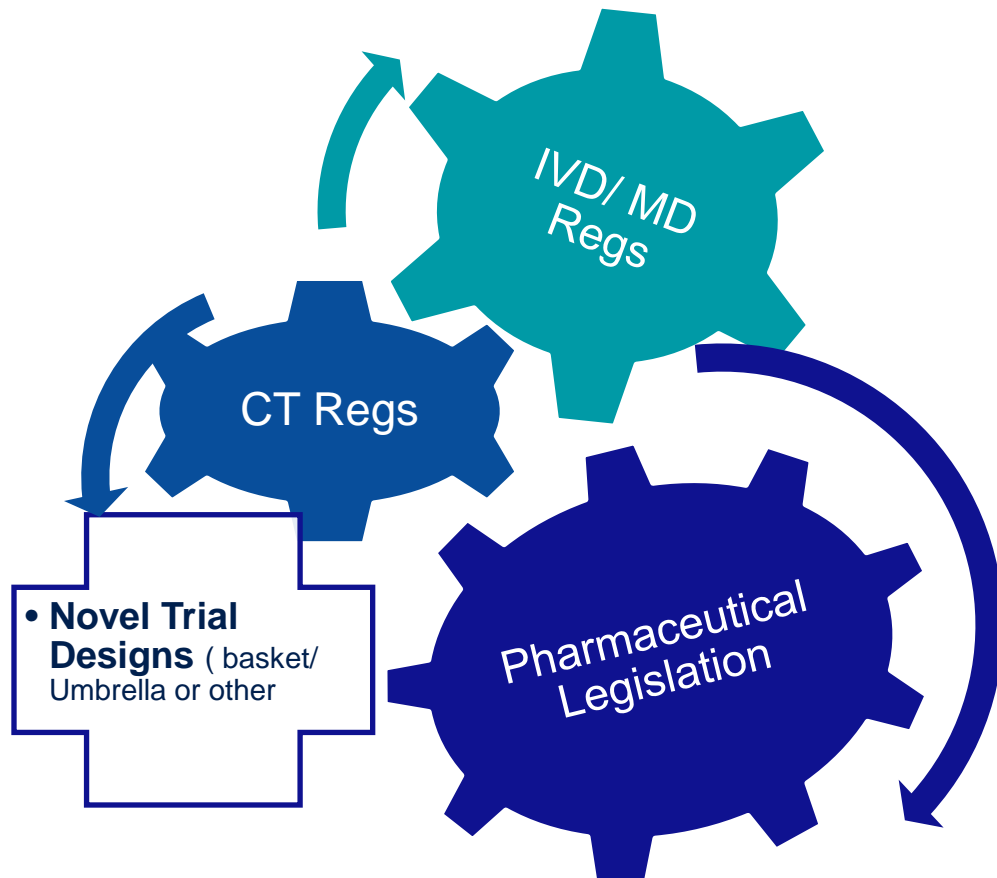 IVD/ MD
Regs
CT Regs
• Novel Trial
Designs ( basket/
Umbrella or other
Pharmaceutical
Legislation